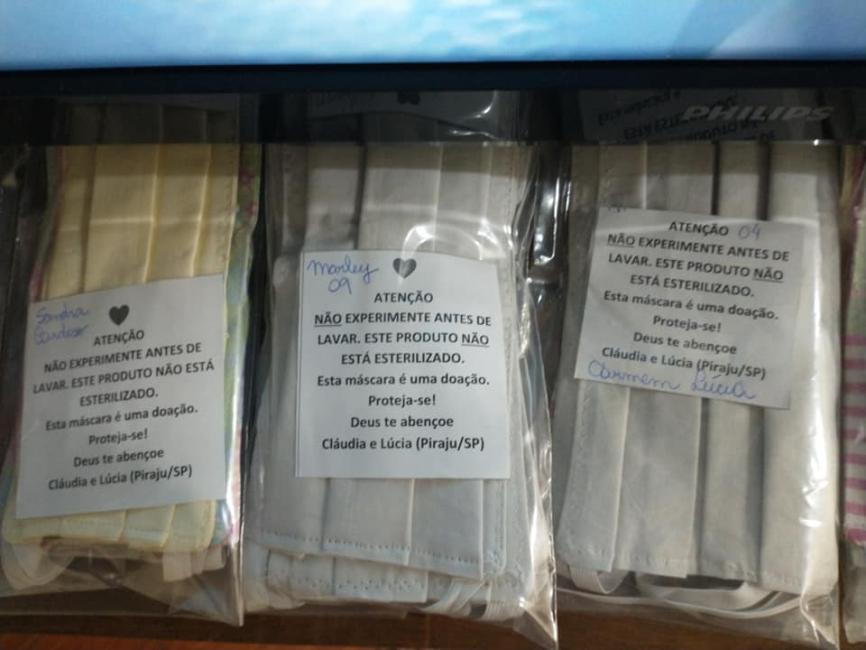 PHILIPS
Sandra
Cardoso
ATENÇÃO
NÃO EXPERIMENTE ANTES DE
LAVAR. ESTE PRODUTO NÃO ESTÁ
ESTERILIZADO.
Esta máscara é uma doação.
Proteja-se!
Deus te abençoe
Cláudia e Lúcia (Piraju/SP)
Marley
09
ATENÇÃO
NÃO EXPERIMENTE ANTES DE
LAVAR. ESTE PRODUTO NÃO
ESTÁ ESTERILIZADO.
Esta máscara é uma doação.
Proteja-se!
Deus te abençoe
Cláudia e Lúcia (Piraju/SP)
ATENÇÃO 04
NÃO EXPERIMENTE ANTES DE
LAVAR. ESTE PRODUTO NÃO
ESTÁ ESTERILIZADO.
Esta máscara é uma doação.
Proteja-se!
Deus te abençoe
Cláudia e Lúcia (Piraju/SP)
Carmem Lúcia